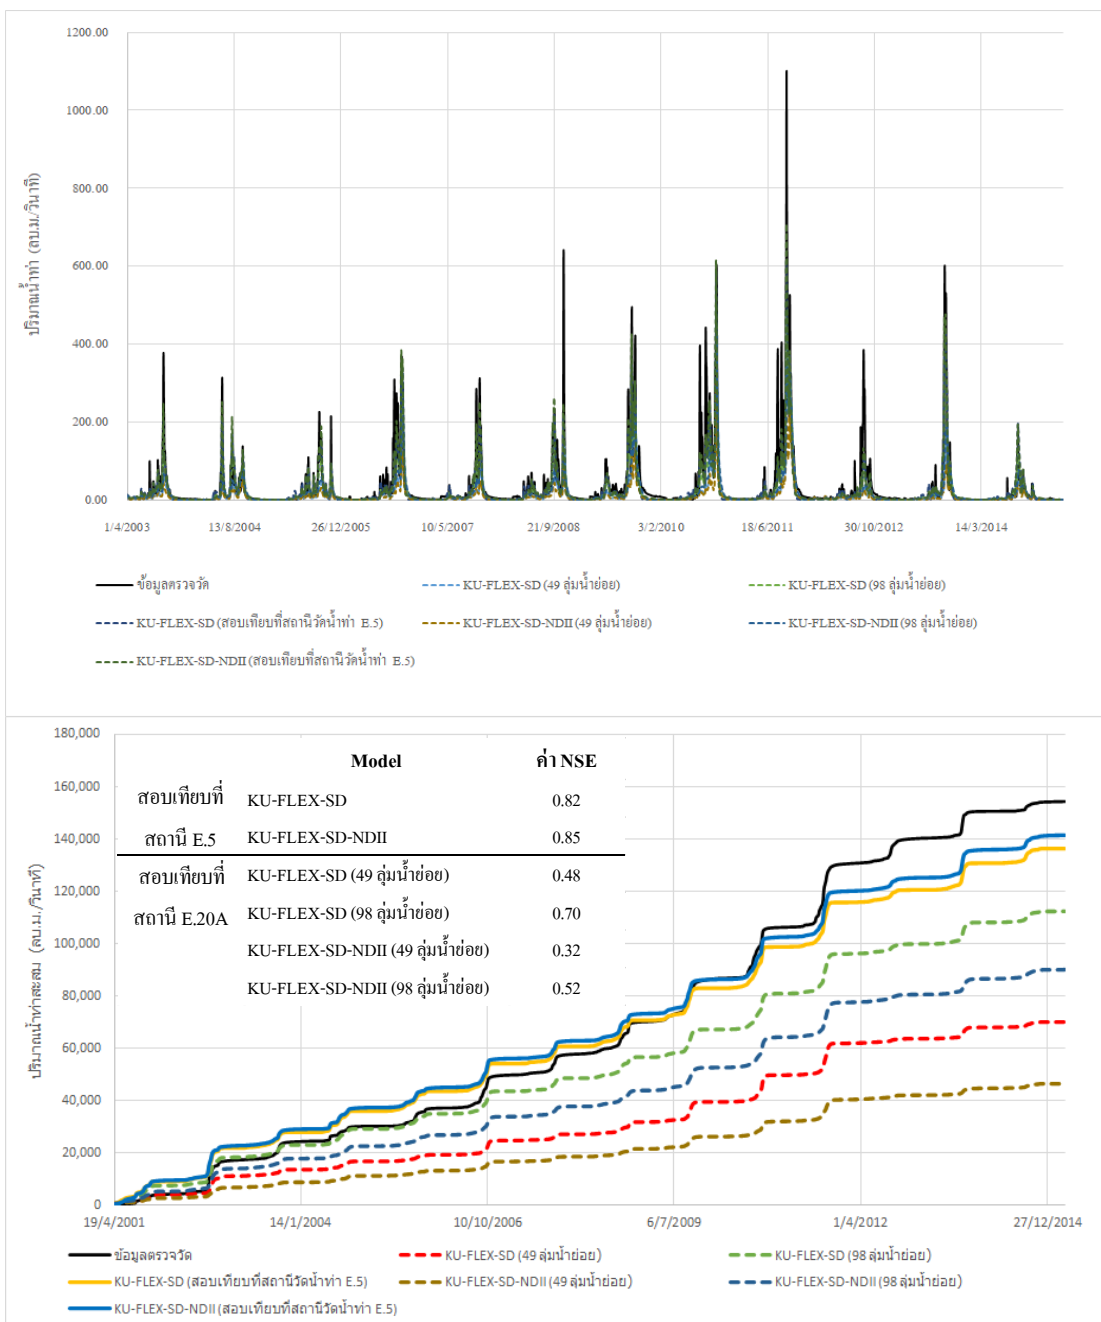 1200.00
1000.00
800.00
600.00
400.00
200.00
0.00
ปริมาณน้ำท่า (ลบ.ม./วินาที)
1/4/2003 13/8/2004 26/12/2005 10/5/2007 21/9/2008 3/2/2010 18/6/2011 30/10/2012 14/3/2014
ข้อมูลตรวจวัด KU-FLEX-SD (49 ลุ่มน้ำย่อย) KU-FLEX-SD (98 ลุ่มน้ำย่อย)
KU-FLEX-SD (สอบเทียบที่สถานีวัดน้ำท่า E.5) KU-FLEX-SD-NDII (49 ลุ่มน้ำย่อย) KU-FLEX-SD-NDII (98 ลุ่มน้ำย่อย)
KU-FLEX-SD-NDII (สอบเทียบที่สถานีวัดน้ำท่า E.5)
180,000
160,000
140,000
120,000
100,000
80,000
60,000
40,000
20,000
0
ปริมาณน้ำท่าสะสม (ลบ.ม./วินาที)
Model ค่า NSE
สอบเทียบที่ KU-FLEX-SD 0.82
สถานี E.5 KU-FLEX-SD-NDII 0.85
สอบเทียบที่ KU-FLEX-SD (49 ลุ่มน้ำย่อย) 0.48
สถานี E.20A KU-FLEX-SD (98 ลุ่มน้ำย่อย) 0.70
KU-FLEX-SD-NDII (49 ลุ่มน้ำย่อย) 0.32
KU-FLEX-SD-NDII (98 ลุ่มน้ำย่อย) 0.52
19/4/2001 14/1/2004 10/10/2006 6/7/2009 1/4/2012 27/12/2014
ข้อมูลตรวจวัด KU-FLEX-SD (49 ลุ่มน้ำย่อย) KU-FLEX-SD (98 ลุ่มน้ำย่อย)
KU-FLEX-SD (สอบเทียบที่สถานีวัดน้ำท่า E.5) KU-FLEX-SD-NDII (49 ลุ่มน้ำย่อย) KU-FLEX-SD-NDII (98 ลุ่มน้ำย่อย)
KU-FLEX-SD-NDII (สอบเทียบที่สถานีวัดน้ำท่า E.5)